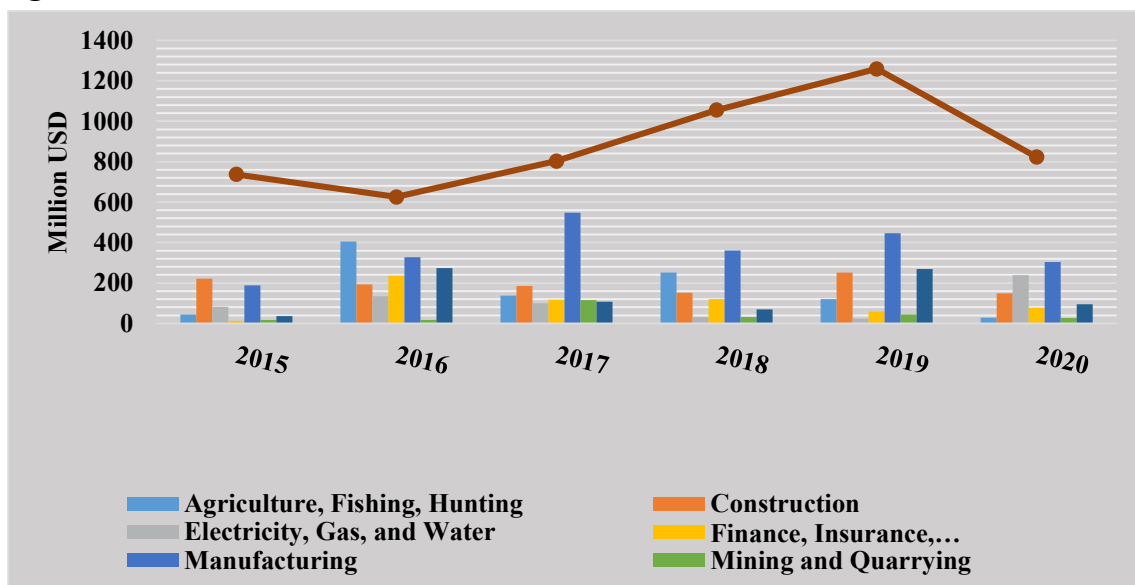 1400
1200
1000
800
600
400
200
0
Million USD
2015 2016 2017 2018 2019 2020
Agriculture, Fishing, Hunting Construction
Electricity, Gas, and Water Finance, Insurance,…
Manufacturing Mining and Quarrying